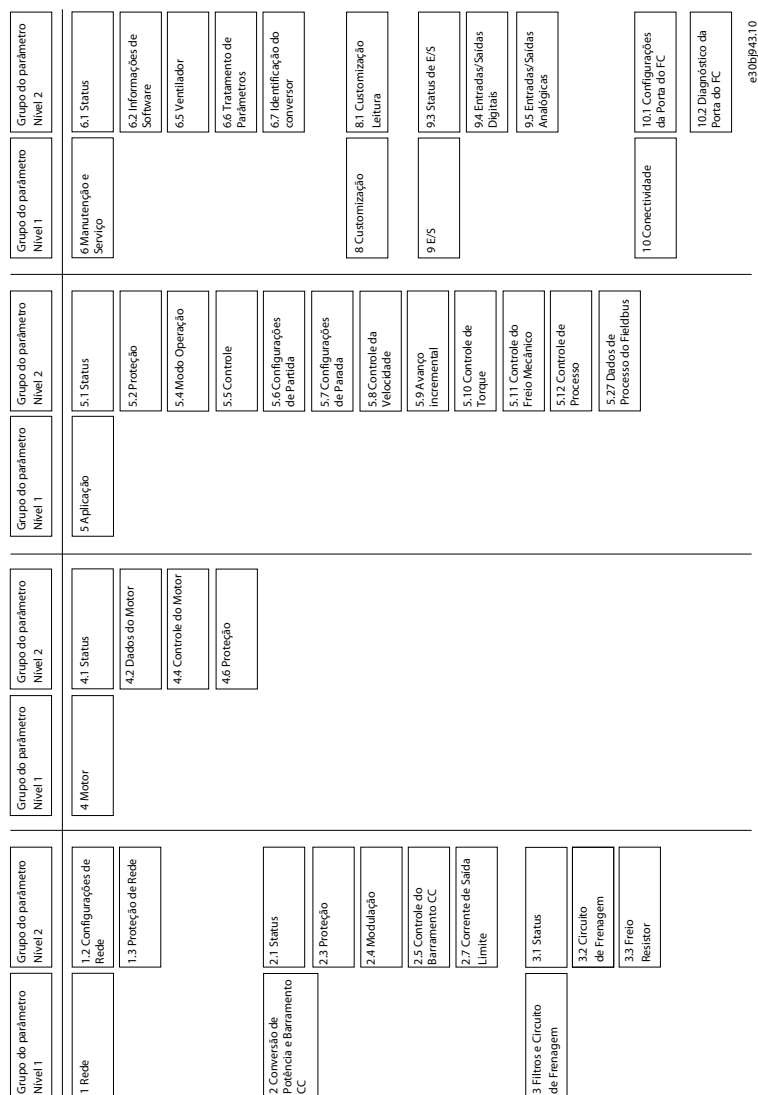 Grupo do parâmetro
Nível 1
Grupo do parâmetro
Nível 2
1 Rede
1.2 Configurações de
Rede
1.3 Proteção de Rede
2 Conversão de
Potência e Barramento
CC
2.1 Status
2.3 Proteção
2.4 Modulação
2.5 Controle do
Barramento CC
2.7 Corrente de Saída
Limite
3 Filtros e Circuito
de Frenagem
3.1 Status
3.2 Circuito
de Frenagem
3.3 Freio
Resistor
Grupo do parâmetro
Nível 1
Grupo do parâmetro
Nível 2
4 Motor
4.1 Status
4.2 Dados do Motor
4.4 Controle do Motor
4.6 Proteção
Grupo do parâmetro
Nível 1
Grupo do parâmetro
Nível 2
5 Aplicação
5.1 Status
5.2 Proteção
5.4 Modo Operação
5.5 Controle
5.6 Configurações
de Partida
5.7 Configurações
de Parada
5.8 Controle da
Velocidade
5.9 Avanço
incremental
5.10 Controle de
Torque
5.11 Controle do
Freio Mecânico
5.12 Controle de
Processo
5.27 Dados de
Processo do Fieldbus
Grupo do parâmetro
Nível 1
Grupo do parâmetro
Nível 2
6 Manutenção e
Serviço
6.1 Status
6.2 Informações de
Software
6.5 Ventilador
6.6 Tratamento de
Parâmetros
6.7 Identificação do
conversor
8 Customização
8.1 Customização
Leitura
9 E/S
9.3 Status de E/S
9.4 Entradas/Saídas
Digitais
9.5 Entradas/Saídas
Analógicas
10 Conectividade
10.1 Configurações
da Porta do FC
10.2 Diagnóstico da
Porta do FC
e30bj943.10